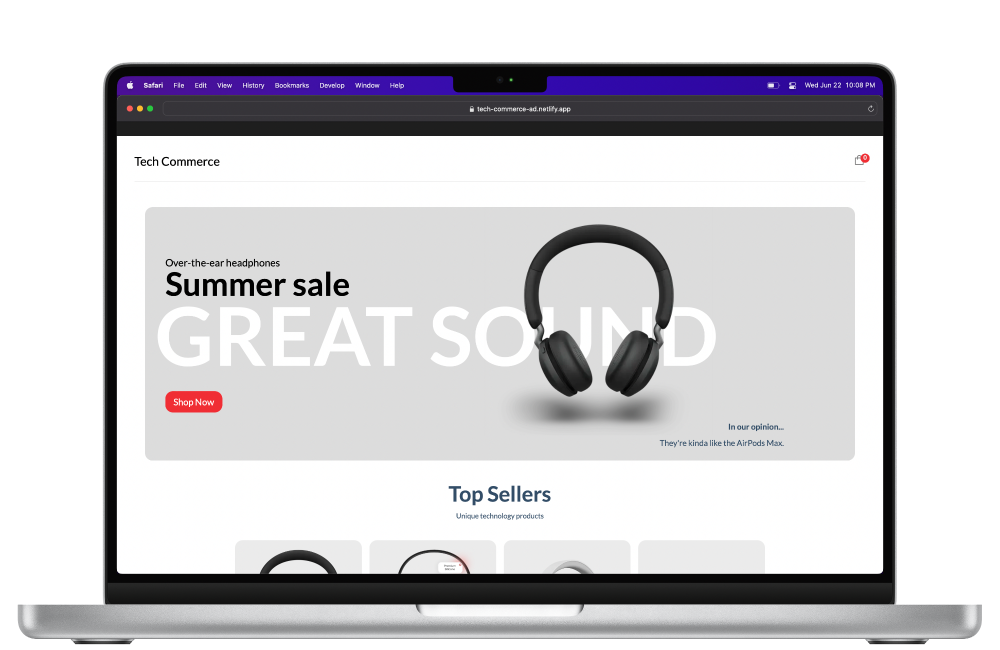 Safari File Edit View History Bookmarks Develop Window Help Wed Jun 22 10:08 PM
tech-commerce-ad.netlify.app
Tech Commerce
0
Over-the-ear headphones
Summer sale
GREAT SOUND
Shop Now
In our opinion...
They're kinda like the AirPods Max.
Top Sellers
Unique technology products